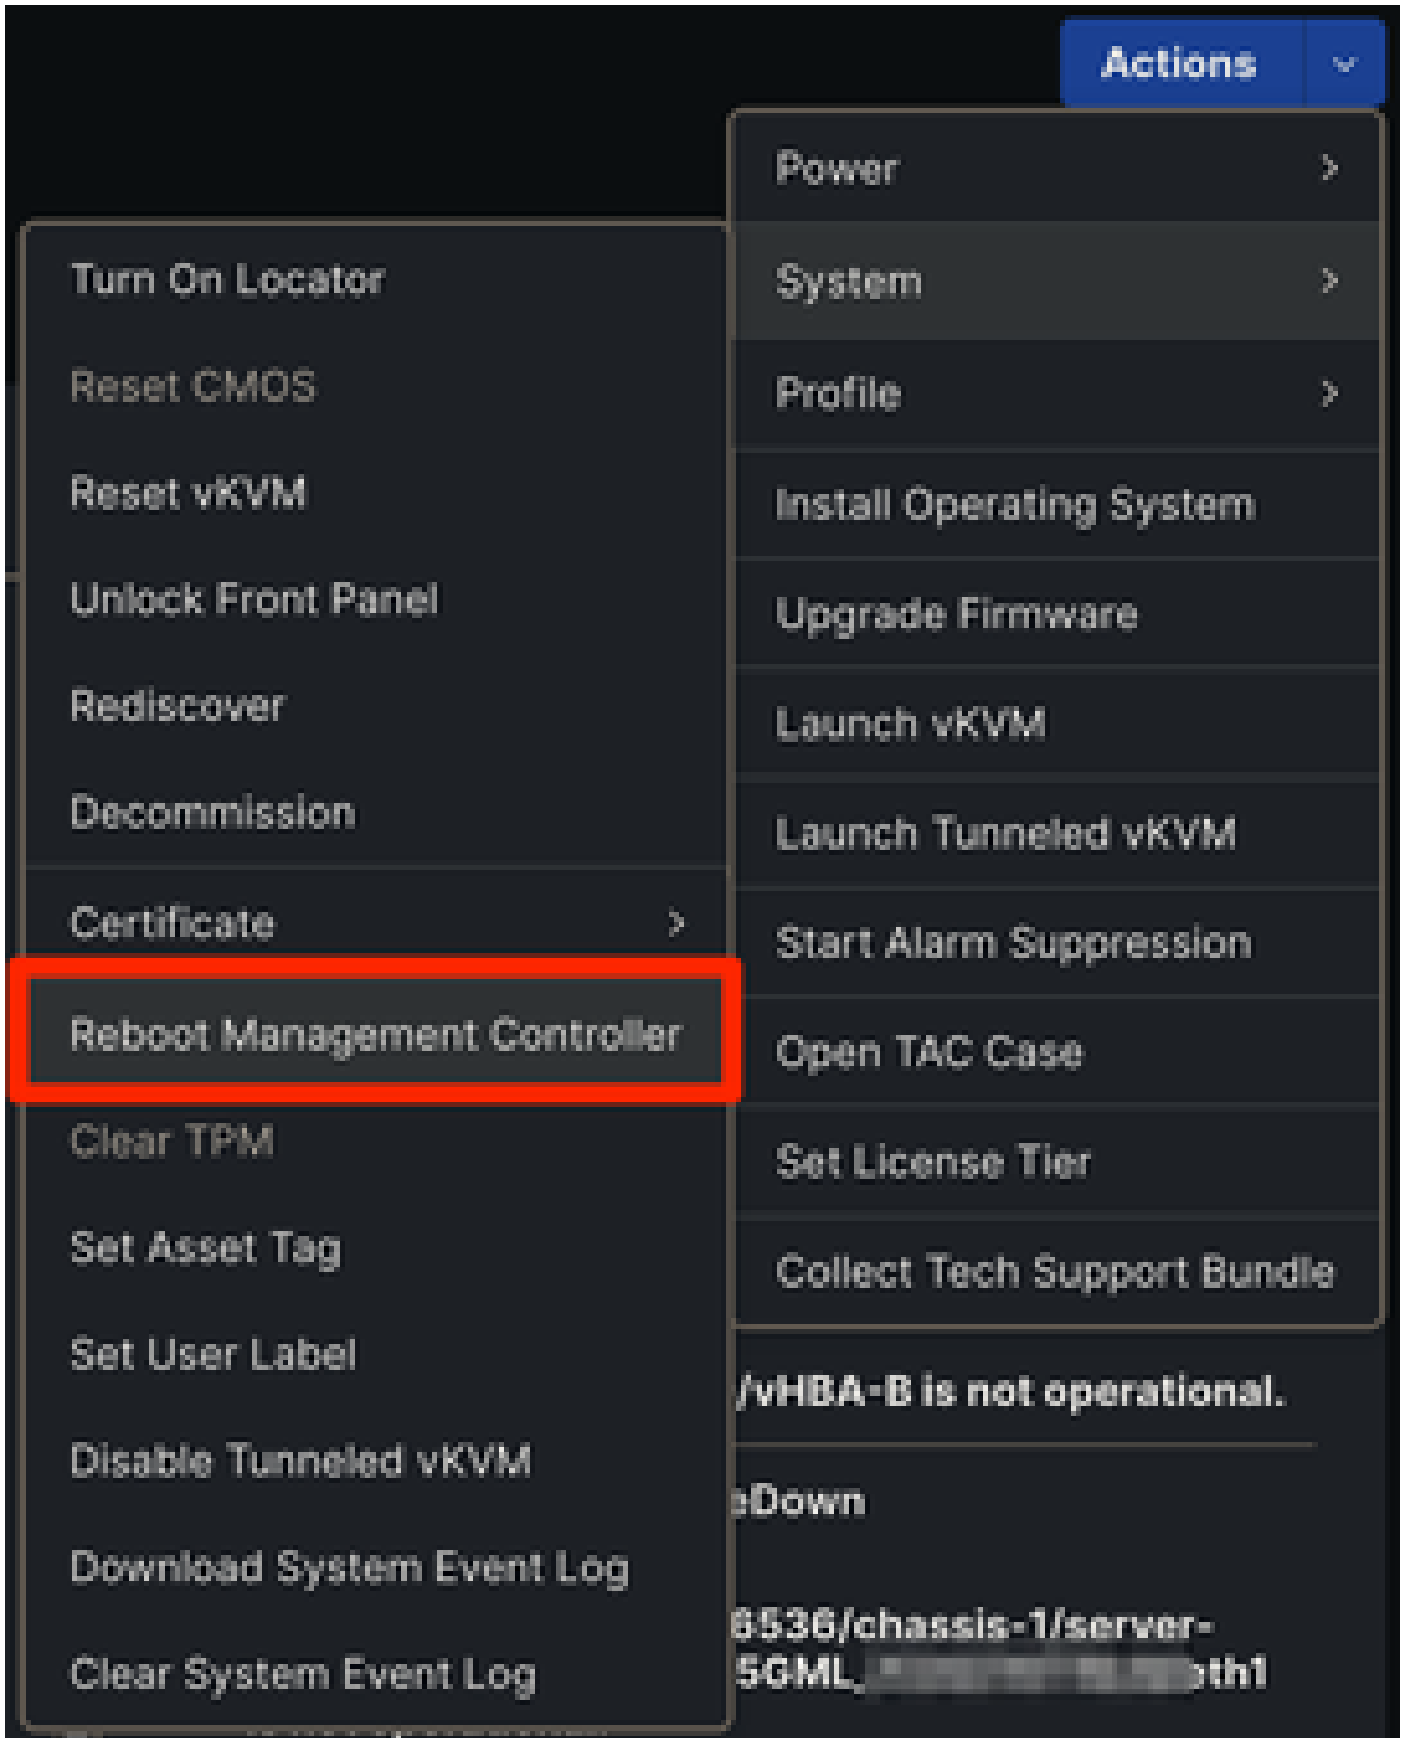 Actions
Power
System
Profile
Install Operating System
Upgrade Firmware
Launch vKVM
Launch Tunneled vKVM
Start Alarm Suppression
Open TAC Case
Set License Tier
Collect Tech Support Bundle
Turn On Locator
Reset CMOS
Reset vKVM
Unlock Front Panel
Rediscover
Decommission
Certificate
Reboot Management Controller
Clear TPM
Set Asset Tag
Set User Label
Disable Tunneled vKVM
Download System Event Log
Clear System Event Log
/vHBA-B is not operational.
eDown
6536/chassis-1/server-
5GML, eth1